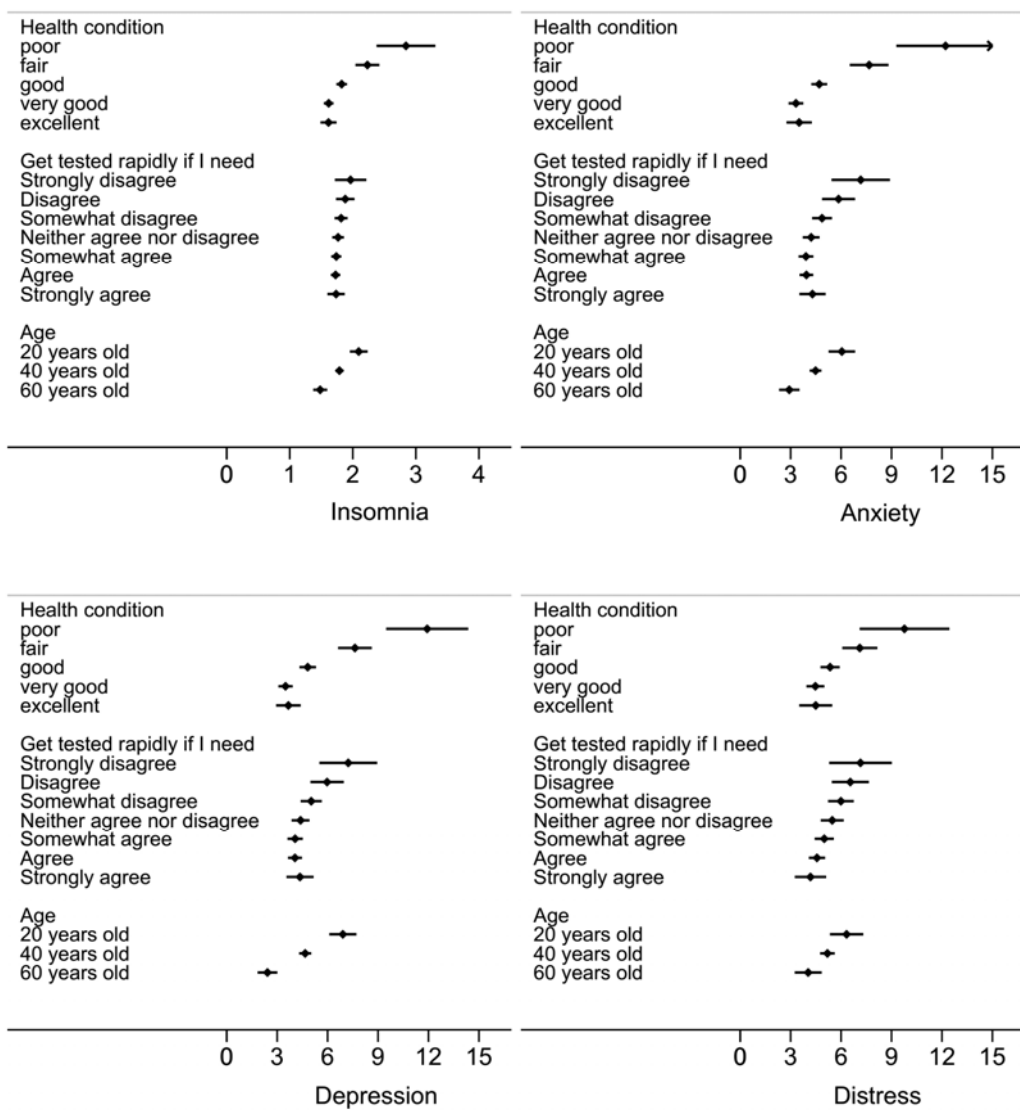 Health condition
poor
fair
good
very good
excellent
Get tested rapidly if I need
Strongly disagree
Disagree
Somewhat disagree
Neither agree nor disagree
Somewhat agree
Agree
Strongly agree
Age
20 years old
40 years old
60 years old
0 1 2 3 4
Insomnia
Health condition
poor
fair
good
very good
excellent
Get tested rapidly if I need
Strongly disagree
Disagree
Somewhat disagree
Neither agree nor disagree
Somewhat agree
Agree
Strongly agree
Age
20 years old
40 years old
60 years old
0 3 6 9 12 15
Anxiety
Health condition
poor
fair
good
very good
excellent
Get tested rapidly if I need
Strongly disagree
Disagree
Somewhat disagree
Neither agree nor disagree
Somewhat agree
Agree
Strongly agree
Age
20 years old
40 years old
60 years old
0 3 6 9 12 15
Depression
Health condition
poor
fair
good
very good
excellent
Get tested rapidly if I need
Strongly disagree
Disagree
Somewhat disagree
Neither agree nor disagree
Somewhat agree
Agree
Strongly agree
Age
20 years old
40 years old
60 years old
0 3 6 9 12 15
Distress